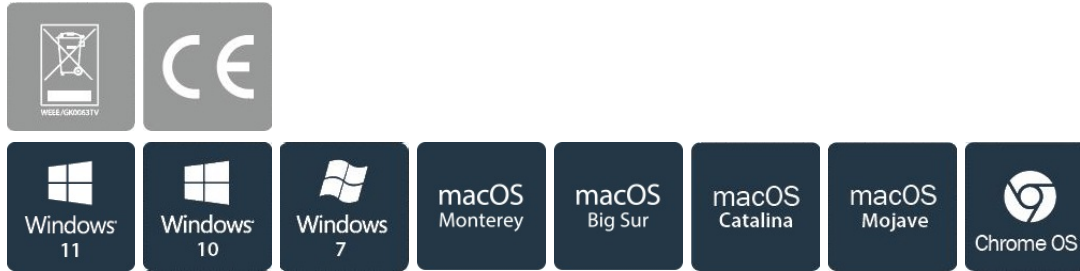 WEEE/GK0063TV
CE
Windows
11
Windows
10
Windows
7
macOS
Monterey
macOS
Big Sur
macOS
Catalina
macOS
Mojave
Chrome OS